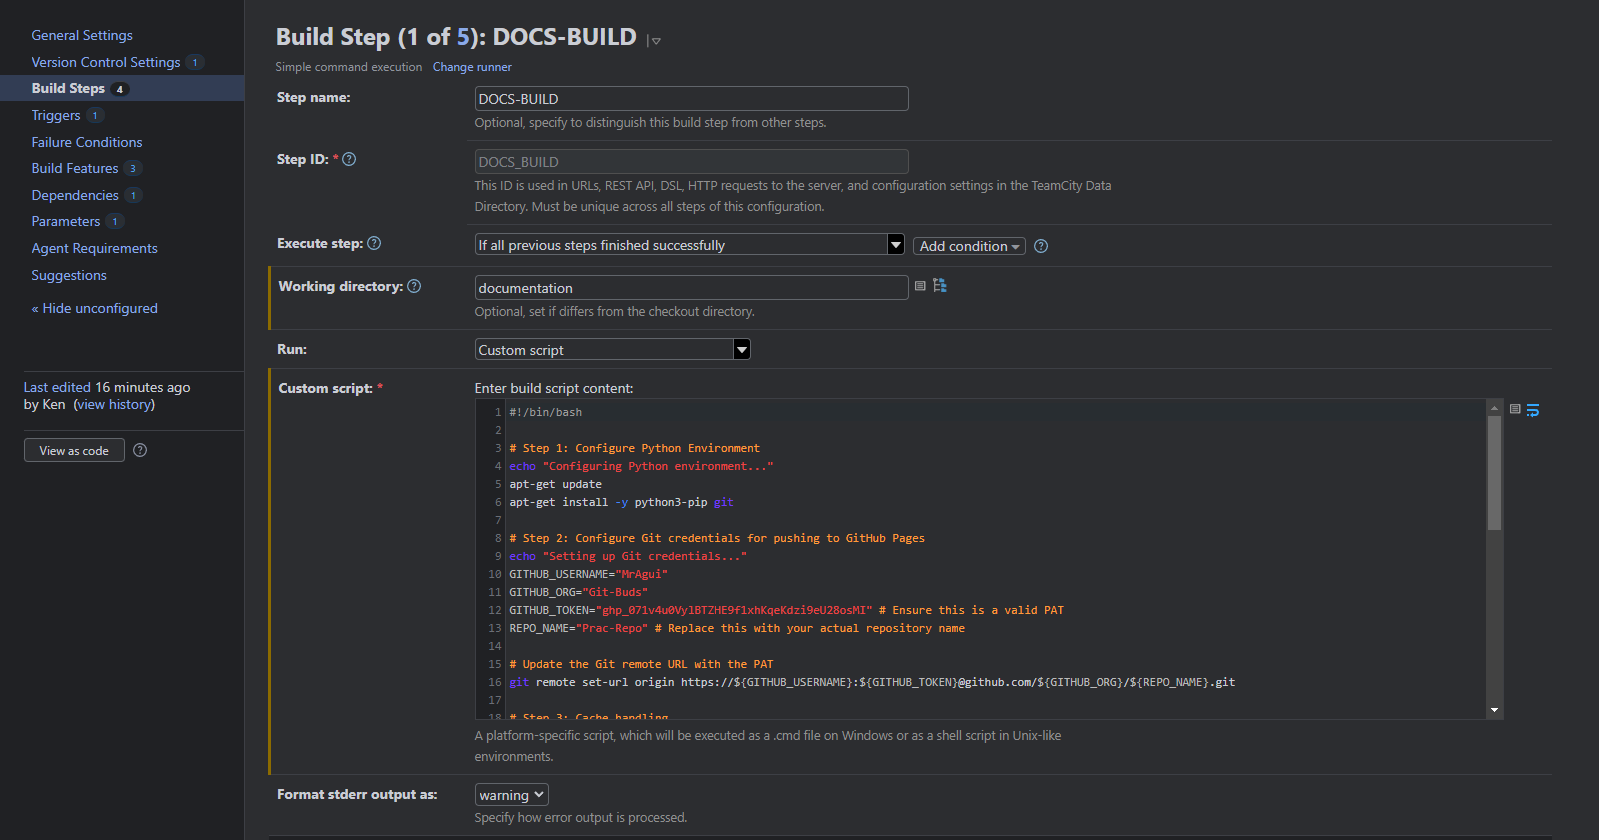 General Settings
Version Control Settings 1
Build Steps 4
Triggers 1
Failure Conditions
Build Features 3
Dependencies 1
Parameters 1
Agent Requirements
Suggestions
« Hide unconfigured
Last edited 16 minutes ago
by Ken (view history)
View as code
Build Step (1 of 5): DOCS-BUILD
Simple command execution Change runner
Step name:
DOCS-BUILD
Optional, specify to distinguish this build step from other steps.
Step ID: *
DOCS_BUILD
This ID is used in URLs, REST API, DSL, HTTP requests to the server, and configuration settings in the TeamCity Data
Directory. Must be unique across all steps of this configuration.
Execute step:
If all previous steps finished successfully
Add condition
Working directory:
documentation
Optional, set if differs from the checkout directory.
Run:
Custom script
Custom script: *
Enter build script content:
1 #!/bin/bash
2
3 # Step 1: Configure Python Environment
4 echo "Configuring Python environment..."
5 apt-get update
6 apt-get install -y python3-pip git
7
8 # Step 2: Configure Git credentials for pushing to GitHub Pages
9 echo "Setting up Git credentials..."
10 GITHUB_USERNAME="MrAgui"
11 GITHUB_ORG="Git-Buds"
12 GITHUB_TOKEN="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" # Ensure this is a valid PAT
13 REPO_NAME="Prac-Repo" # Replace this with your actual repository name
14
15 # Update the Git remote URL with the PAT
16 git remote set-url origin https://${GITHUB_USERNAME}:${GITHUB_TOKEN}@github.com/${GITHUB_ORG}/${REPO_NAME}.git
17
18 # Step 3: Cache handling
A platform-specific script, which will be executed as a .cmd file on Windows or as a shell script in Unix-like
environments.
Format stderr output as:
warning
Specify how error output is processed.